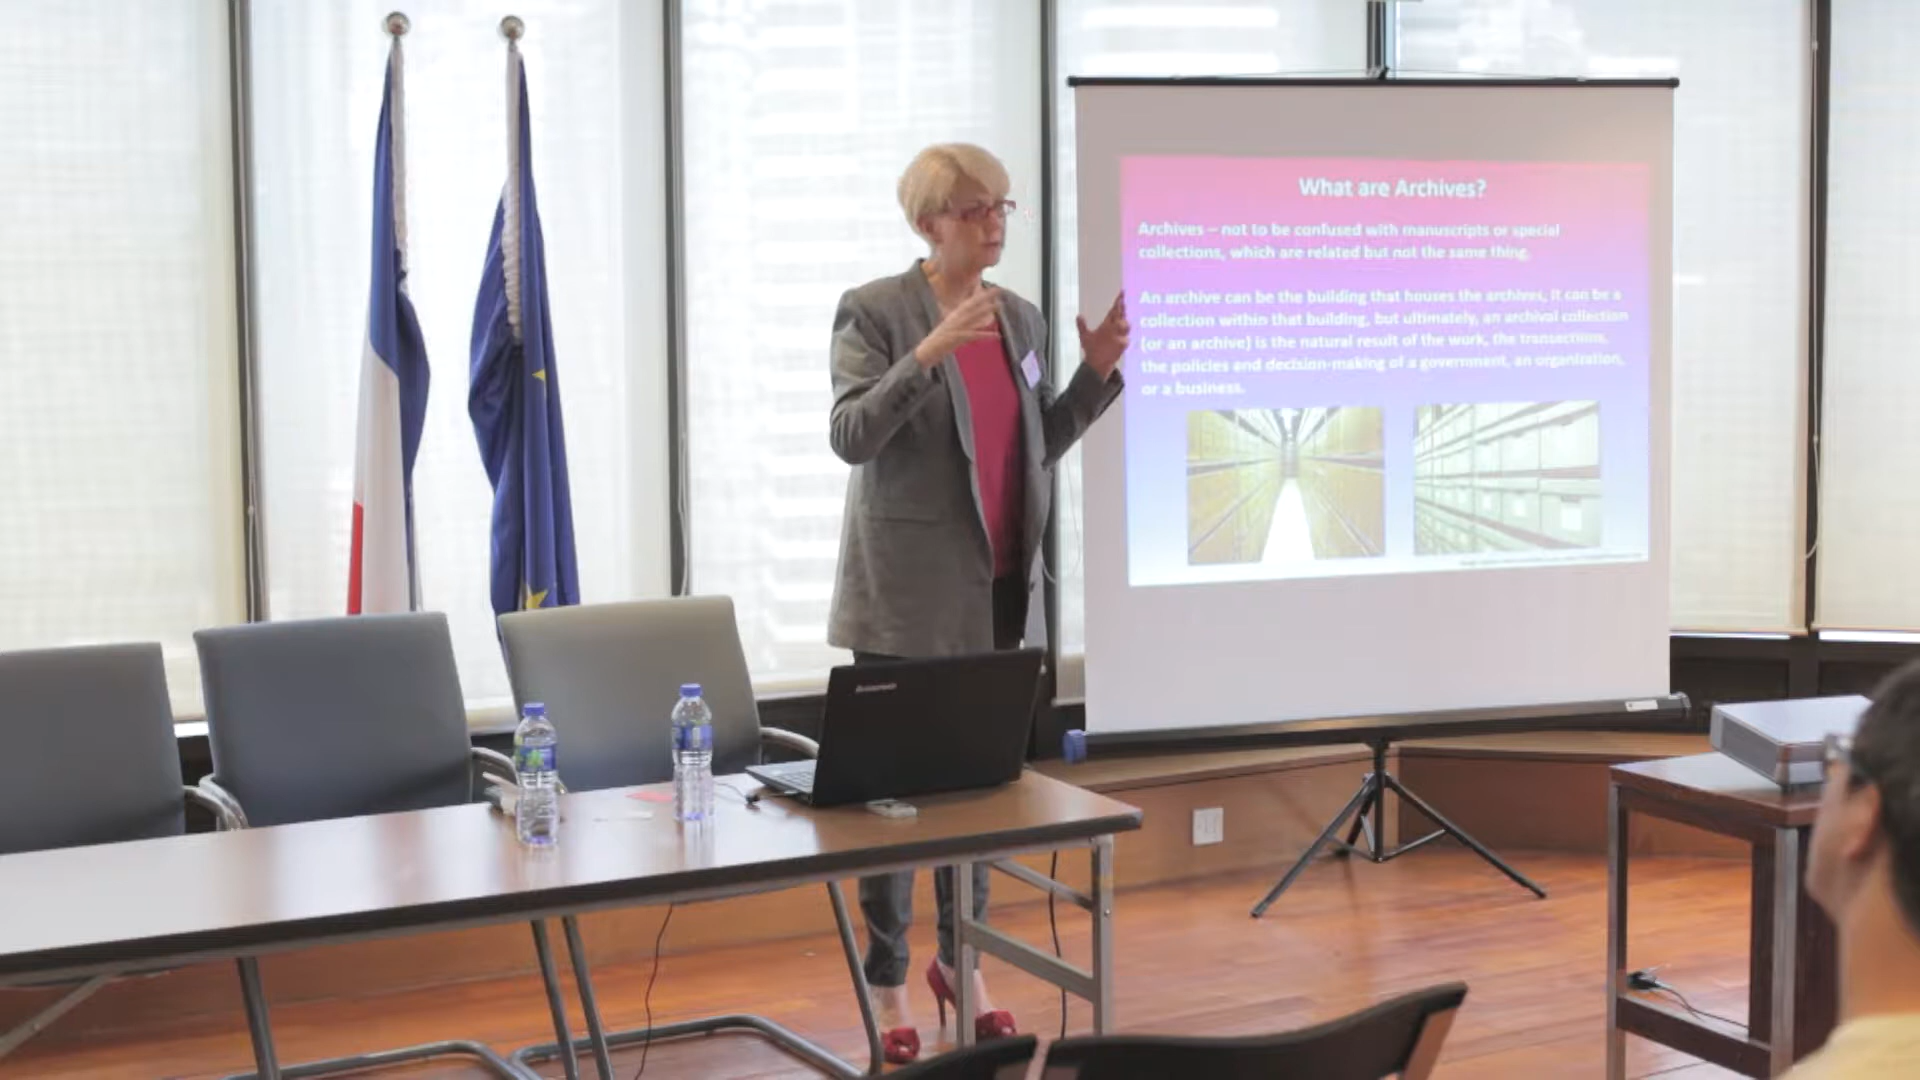 What are Archives?
Archives – not to be confused with manuscripts or special
collections, which are related but not the same thing.
An archive can be the building that houses the archives, it can be a
collection within that building, but ultimately, an archival collection
(or an archive) is the natural result of the work, the transactions,
the policies and decision-making of a government, an organization,
or a business.
lenovo